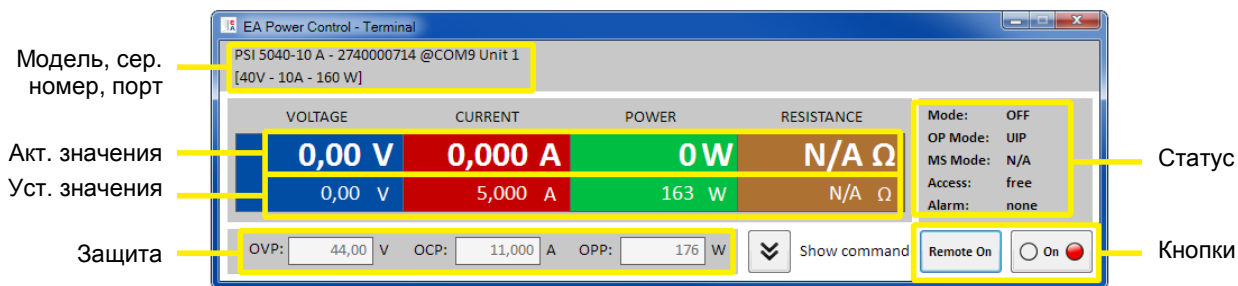 EA Power Control - Terminal
Модель, сер.
номер, порт
PSI 5040-10 A - 2740000714 @COM9 Unit 1
[40V - 10A - 160 W]
VOLTAGE CURRENT POWER RESISTANCE
Акт. значения
0,00 V 0,000 A 0 W N/A Ω
Уст. значения
0,00 V 5,000 A 163 W N/A Ω
Mode: OFF
OP Mode: UIP
MS Mode: N/A
Access: free
Alarm: none
Статус
Защита
OVP: 44,00 V OCP: 11,000 A OPP: 176 W
Show command
Remote On
On
Кнопки